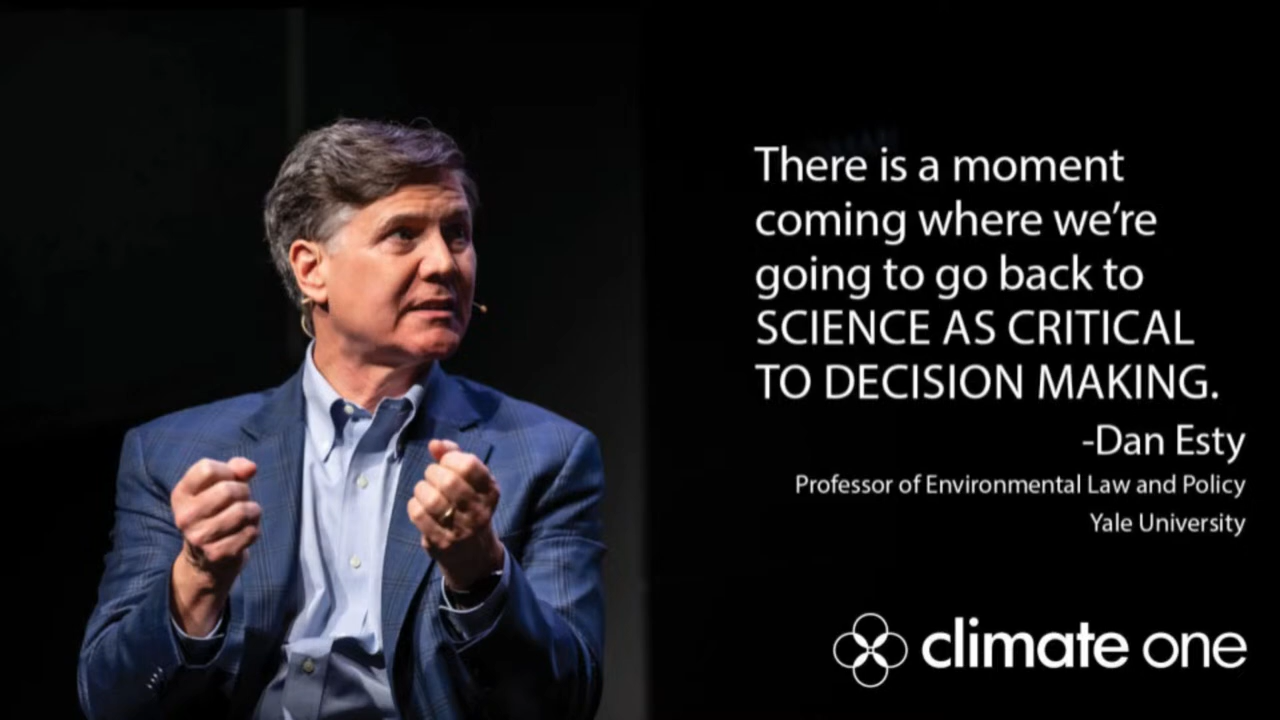 There is a moment
coming where we’re
going to go back to
SCIENCE AS CRITICAL
TO DECISION MAKING.
-Dan Esty
Professor of Environmental Law and Policy
Yale University
climate one